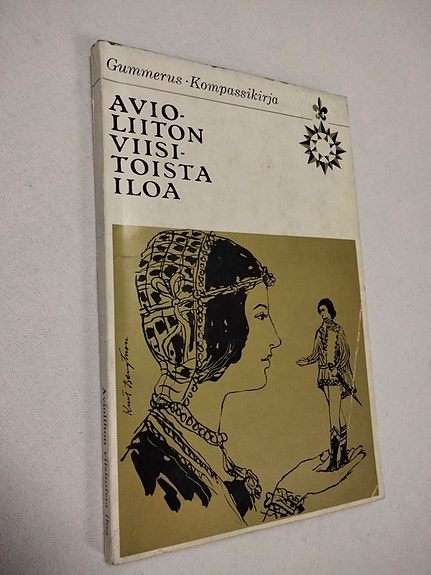 Gummerus · Kompassikirja
AVIO-
LIITON
VIISI-
TOISTA
ILOA
Avioliiton viisitoista iloa